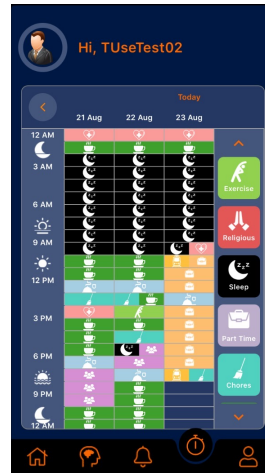 Hi, TUseTest02
Today
21 Aug 22 Aug 23 Aug
12 AM
3 AM
Exercise
6 AM
Religious
9 AM
Sleep
12 PM
3 PM
Part Time
6 PM
Chores
9 PM
12 AM